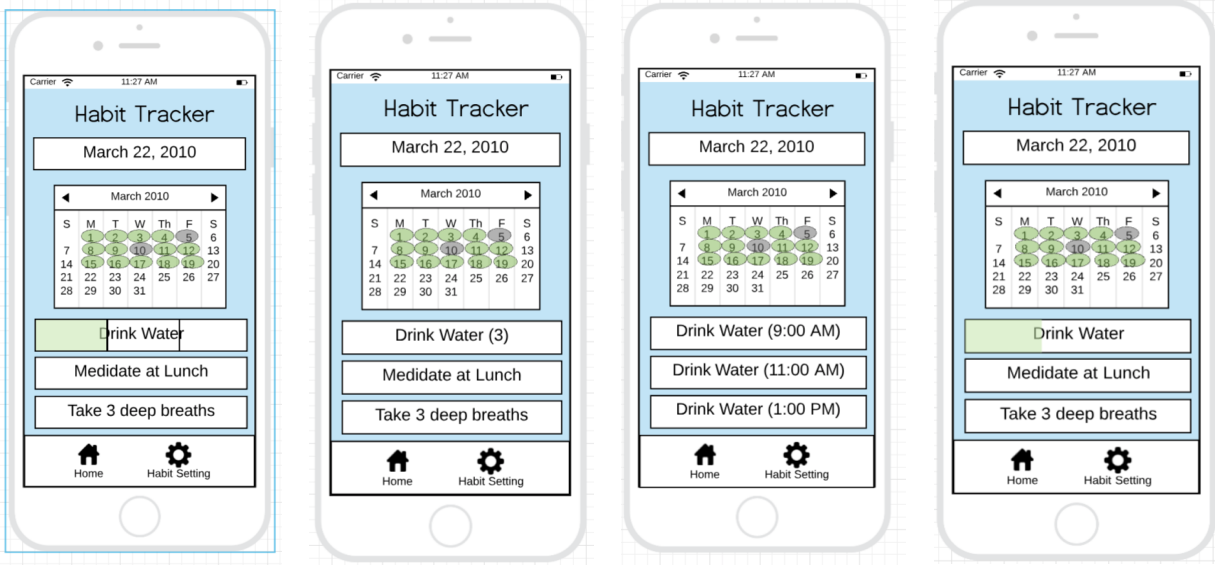 Carrier 11:27 AM
Habit Tracker
March 22, 2010
March 2010
S M T W Th F S
1 2 3 4 5 6
7 8 9 10 11 12 13
14 15 16 17 18 19 20
21 22 23 24 25 26 27
28 29 30 31
Drink Water
Medidate at Lunch
Take 3 deep breaths
Home Habit Setting
Carrier 11:27 AM
Habit Tracker
March 22, 2010
March 2010
S M T W Th F S
1 2 3 4 5 6
7 8 9 10 11 12 13
14 15 16 17 18 19 20
21 22 23 24 25 26 27
28 29 30 31
Drink Water (3)
Medidate at Lunch
Take 3 deep breaths
Home Habit Setting
Carrier 11:27 AM
Habit Tracker
March 22, 2010
March 2010
S M T W Th F S
1 2 3 4 5 6
7 8 9 10 11 12 13
14 15 16 17 18 19 20
21 22 23 24 25 26 27
28 29 30 31
Drink Water (9:00 AM)
Drink Water (11:00 AM)
Drink Water (1:00 PM)
Home Habit Setting
Carrier 11:27 AM
Habit Tracker
March 22, 2010
March 2010
S M T W Th F S
1 2 3 4 5 6
7 8 9 10 11 12 13
14 15 16 17 18 19 20
21 22 23 24 25 26 27
28 29 30 31
Drink Water
Medidate at Lunch
Take 3 deep breaths
Home Habit Setting